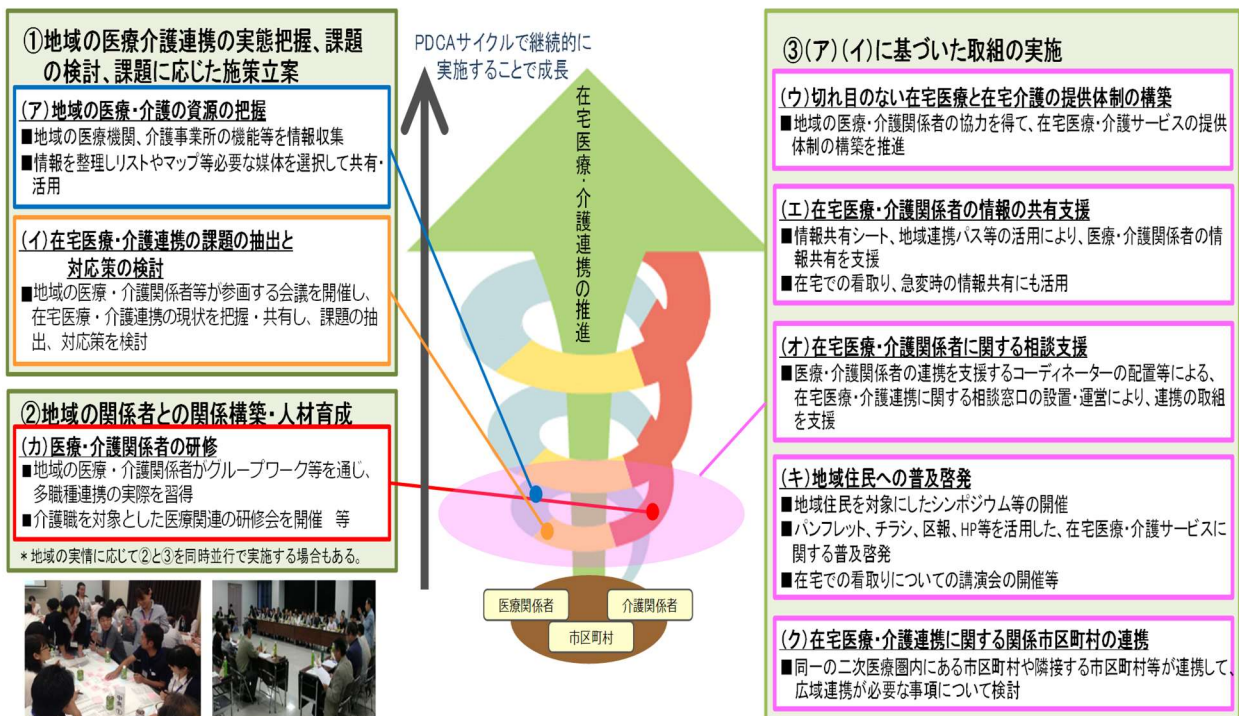 ①地域の医療介護連携の実態把握、課題
の検討、課題に応じた施策立案
(ア)地域の医療・介護の資源の把握
■地域の医療機関、介護事業所の機能等を情報収集
■情報を整理しリストやマップ等必要な媒体を選択して共有・
活用
(イ)在宅医療・介護連携の課題の抽出と
対応策の検討
■地域の医療・介護関係者等が参画する会議を開催し、
在宅医療・介護連携の現状を把握・共有し、課題の抽
出、対応策を検討
②地域の関係者との関係構築・人材育成
(カ)医療・介護関係者の研修
■地域の医療・介護関係者がグループワーク等を通じ、
多職種連携の実際を習得
■介護職を対象とした医療関連の研修会を開催　等
*地域の実情に応じて②と③を同時並行で実施する場合もある。
PDCAサイクルで継続的に
実施することで成長
在宅医療・介護連携の推進
医療関係者
介護関係者
市区町村
③(ア)(イ)に基づいた取組の実施
(ウ)切れ目のない在宅医療と在宅介護の提供体制の構築
■地域の医療・介護関係者の協力を得て、在宅医療・介護サービスの提供
体制の構築を推進
(エ)在宅医療・介護関係者の情報の共有支援
■情報共有シート、地域連携パス等の活用により、医療・介護関係者の情
報共有を支援
■在宅での看取り、急変時の情報共有にも活用
(オ)在宅医療・介護関係者に関する相談支援
■医療・介護関係者の連携を支援するコーディネーターの配置等による、
在宅医療・介護連携に関する相談窓口の設置・運営により、連携の取組
を支援
(キ)地域住民への普及啓発
■地域住民を対象にしたシンポジウム等の開催
■パンフレット、チラシ、区報、HP等を活用した、在宅医療・介護サービスに
関する普及啓発
■在宅での看取りについての講演会の開催等
(ク)在宅医療・介護連携に関する関係市区町村の連携
■同一の二次医療圏内にある市区町村や隣接する市区町村等が連携して、
広域連携が必要な事項について検討